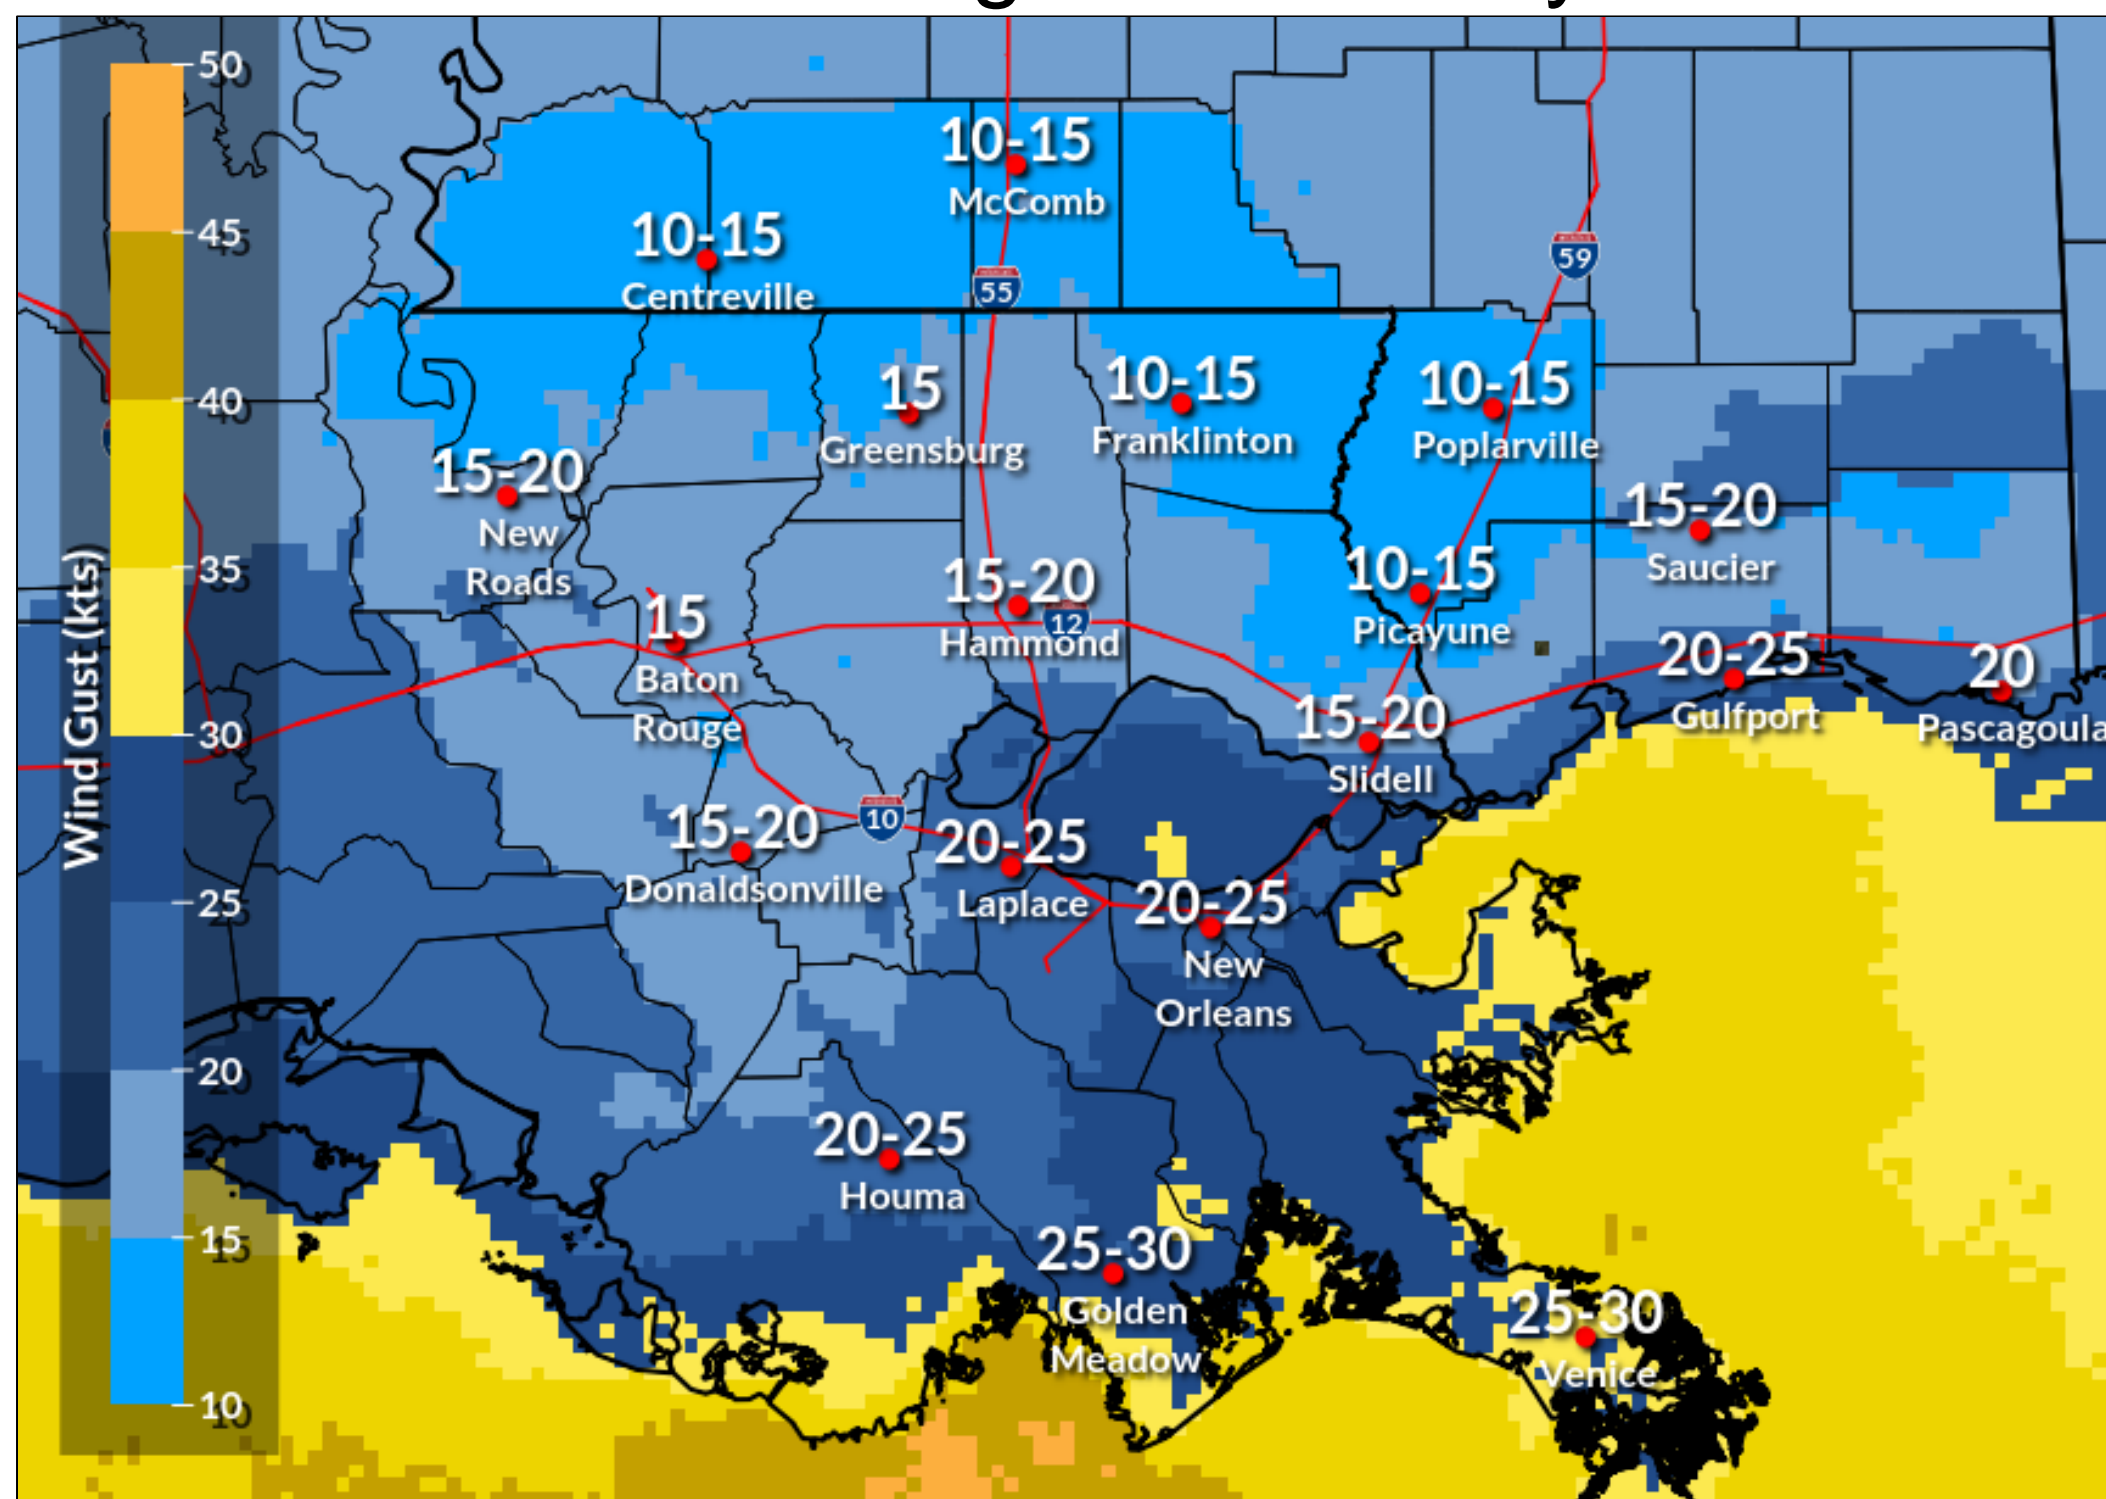 50
45
40
35
30
25
20
15
10
Wind Gust (kts)
10-15
McComb
10-15
Centreville
55
59
15
Greensburg
10-15
Franklinton
10-15
Poplarville
15-20
New
Roads
15-20
Saucier
15
Baton
Rouge
15-20
Hammond
12
10-15
Picayune
20-25
Gulfport
20
Pascagoula
15-20
Slidell
15-20
Donaldsonville
10
20-25
Laplace
20-25
New
Orleans
20-25
Houma
25-30
Golden
Meadow
25-30
Venice